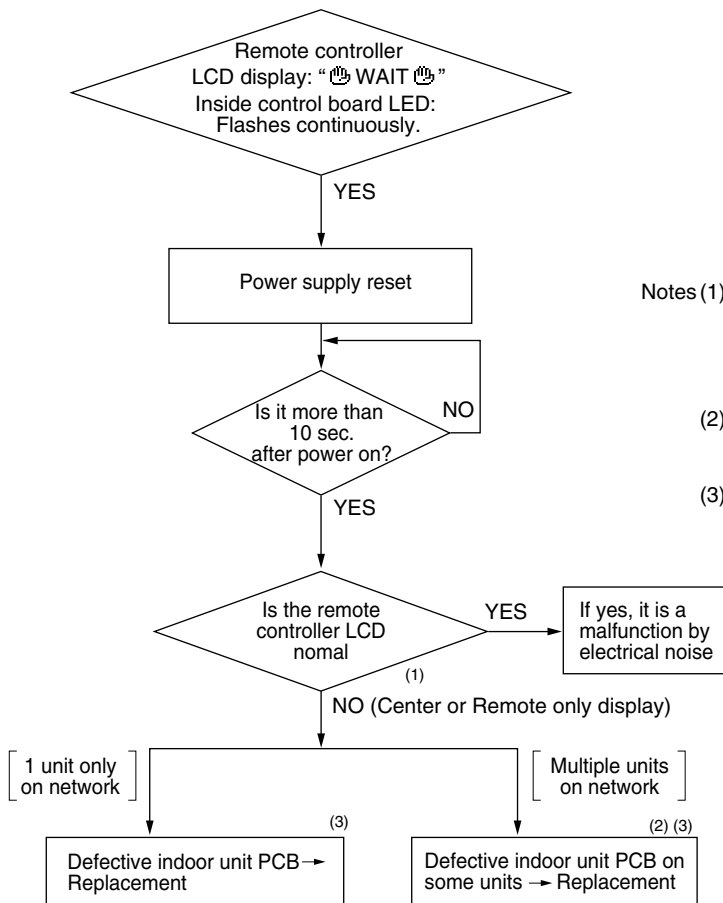 Remote controller
LCD display: “ WAIT ”
Inside control board LED:
Flashes continuously.
YES
Power supply reset
Notes (1)
Is it more than
10 sec.
after power on?
NO
(2)
(3)
YES
Is the remote
controller LCD
nomal
(1)
YES
If yes, it is a
malfunction by
electrical noise
NO (Center or Remote only display)
1 unit only
on network
Multiple units
on network
(3)
Defective indoor unit PCB →
Replacement
(2) (3)
Defective indoor unit PCB on
some units → Replacement